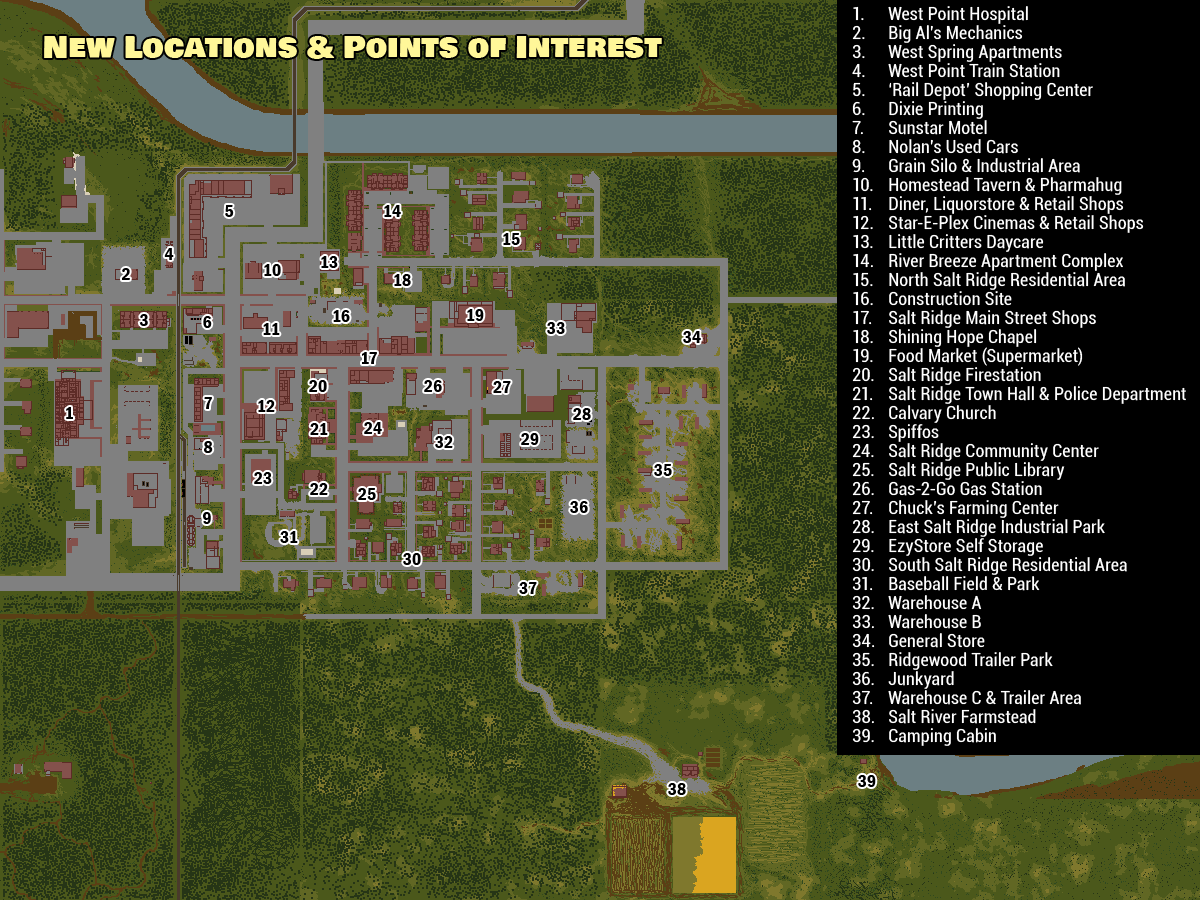 New Locations & Points of Interest
1. West Point Hospital
2. Big Al's Mechanics
3. West Spring Apartments
4. West Point Train Station
5. 'Rail Depot' Shopping Center
6. Dixie Printing
7. Sunstar Motel
8. Nolan's Used Cars
9. Grain Silo & Industrial Area
10. Homestead Tavern & Pharmahug
11. Diner, Liquorstore & Retail Shops
12. Star-E-Plex Cinemas & Retail Shops
13. Little Critters Daycare
14. River Breeze Apartment Complex
15. North Salt Ridge Residential Area
16. Construction Site
17. Salt Ridge Main Street Shops
18. Shining Hope Chapel
19. Food Market (Supermarket)
20. Salt Ridge Firestation
21. Salt Ridge Town Hall & Police Department
22. Calvary Church
23. Spiffos
24. Salt Ridge Community Center
25. Salt Ridge Public Library
26. Gas-2-Go Gas Station
27. Chuck's Farming Center
28. East Salt Ridge Industrial Park
29. EzyStore Self Storage
30. South Salt Ridge Residential Area
31. Baseball Field & Park
32. Warehouse A
33. Warehouse B
34. General Store
35. Ridgewood Trailer Park
36. Junkyard
37. Warehouse C & Trailer Area
38. Salt River Farmstead
39. Camping Cabin
5
14
15
4
13
2
10
18
3
6
11
16
19
33
34
17
20
26
27
7
12
1
21
24
28
8
32
29
23
35
22
25
36
9
31
30
37
39
38